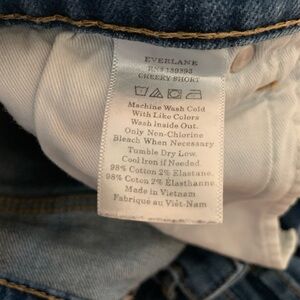 EVERLANE
RN# 139393
CHEEKY SHORT
Machine Wash Cold
With Like Colors
Wash Inside Out.
Only Non-Chlorine
Bleach When Necessary
Tumble Dry Low.
Cool Iron if Needed.
98% Cotton 2% Elastane.
98% Coton 2% Élasthanne.
Made in Vietnam
Fabriqué au Viêt-Nam